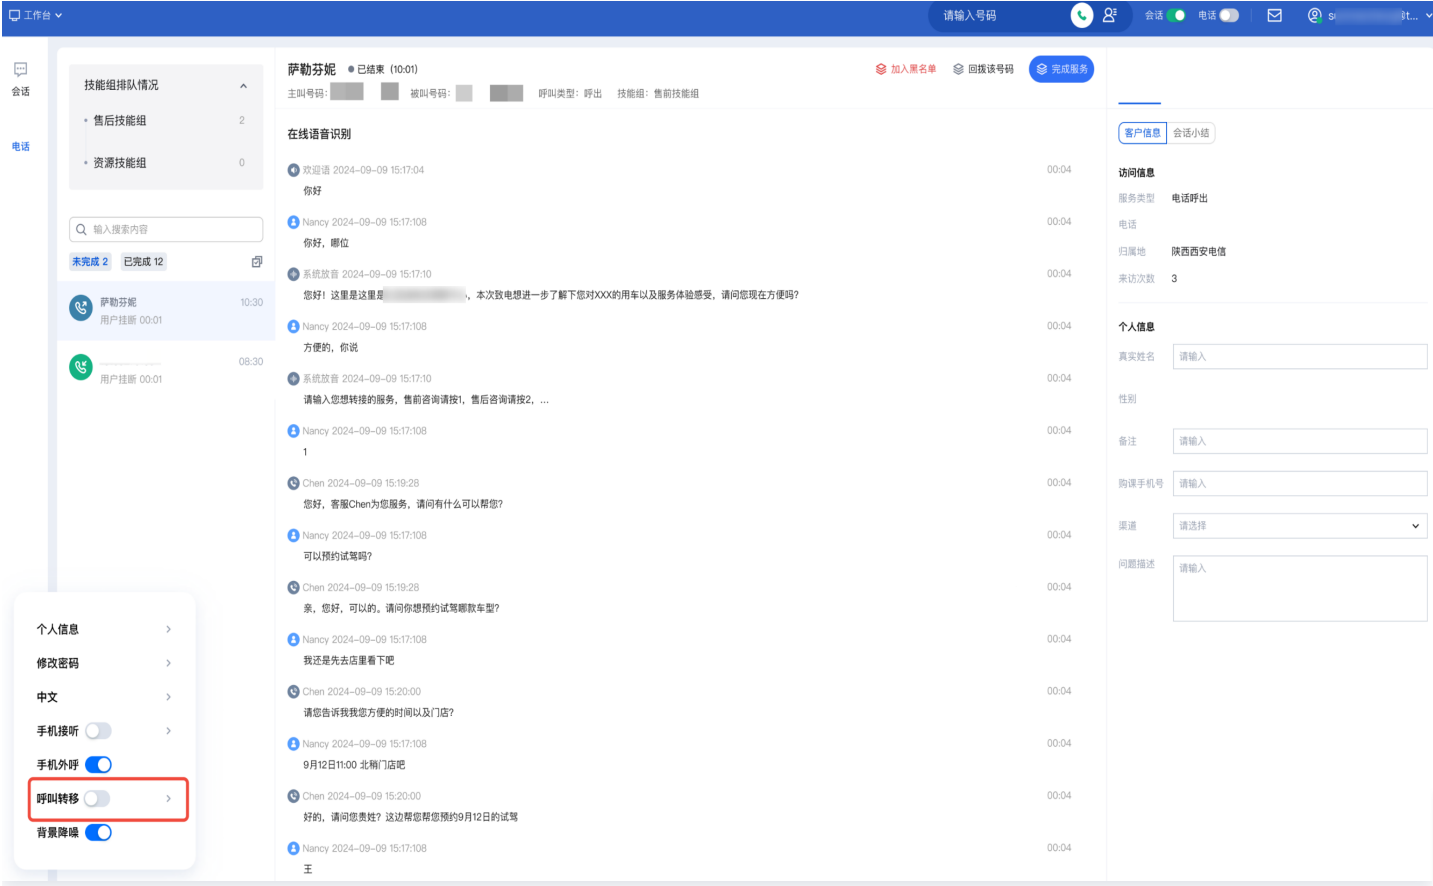 工作台
请输入号码
会话
电话
会话
电话
技能组排队情况
售后技能组 2
资源技能组 0
输入搜索内容
未完成 2 已完成 12
萨勒芬妮 10:30
用户挂断 00:01
08:30
用户挂断 00:01
个人信息
修改密码
中文
手机接听
手机外呼
呼叫转移
背景降噪
萨勒芬妮 已结束 (10:01)
加入黑名单 回拨该号码 完成服务
主叫号码: 被叫号码: 呼叫类型: 呼出 技能组: 售前技能组
在线语音识别
欢迎语 2024-09-09 15:17:04 00:04
你好
Nancy 2024-09-09 15:17:108 00:04
你好, 哪位
系统放音 2024-09-09 15:17:10 00:04
您好! 这里是这里是 , 本次致电想进一步了解下您对XXX的用车以及服务体验感受, 请问您现在方便吗?
Nancy 2024-09-09 15:17:108 00:04
方便的, 你说
系统放音 2024-09-09 15:17:10 00:04
请输入您想转接的服务, 售前咨询请按1, 售后咨询请按2, ...
Nancy 2024-09-09 15:17:108 00:04
1
Chen 2024-09-09 15:19:28 00:04
您好, 客服Chen为您服务, 请问有什么可以帮您?
Nancy 2024-09-09 15:17:108 00:04
可以预约试驾吗?
Chen 2024-09-09 15:19:28 00:04
亲, 您好, 可以的。请问你想预约试驾哪款车型?
Nancy 2024-09-09 15:17:108 00:04
我还是先去店里看下吧
Chen 2024-09-09 15:20:00 00:04
请您告诉我我您方便的时间以及门店?
Nancy 2024-09-09 15:17:108 00:04
9月12日11:00 北稍门店吧
Chen 2024-09-09 15:20:00 00:04
好的, 请问您贵姓? 这边帮您帮您预约9月12日的试驾
Nancy 2024-09-09 15:17:108 00:04
王
客户信息 会话小结
访问信息
服务类型 电话呼出
电话
归属地 陕西西安电信
来访次数 3
个人信息
真实姓名 请输入
性别
备注 请输入
购课手机号 请输入
渠道 请选择
问题描述 请输入